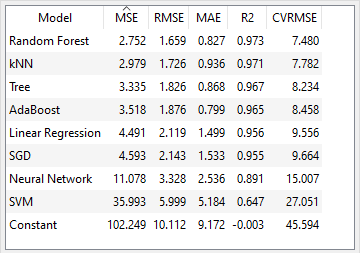 Model MSE RMSE MAE R2 CVRMSE
Random Forest 2.752 1.659 0.827 0.973 7.480
kNN 2.979 1.726 0.936 0.971 7.782
Tree 3.335 1.826 0.868 0.967 8.234
AdaBoost 3.518 1.876 0.799 0.965 8.458
Linear Regression 4.491 2.119 1.499 0.956 9.556
SGD 4.593 2.143 1.533 0.955 9.664
Neural Network 11.078 3.328 2.536 0.891 15.007
SVM 35.993 5.999 5.184 0.647 27.051
Constant 102.249 10.112 9.172 -0.003 45.594